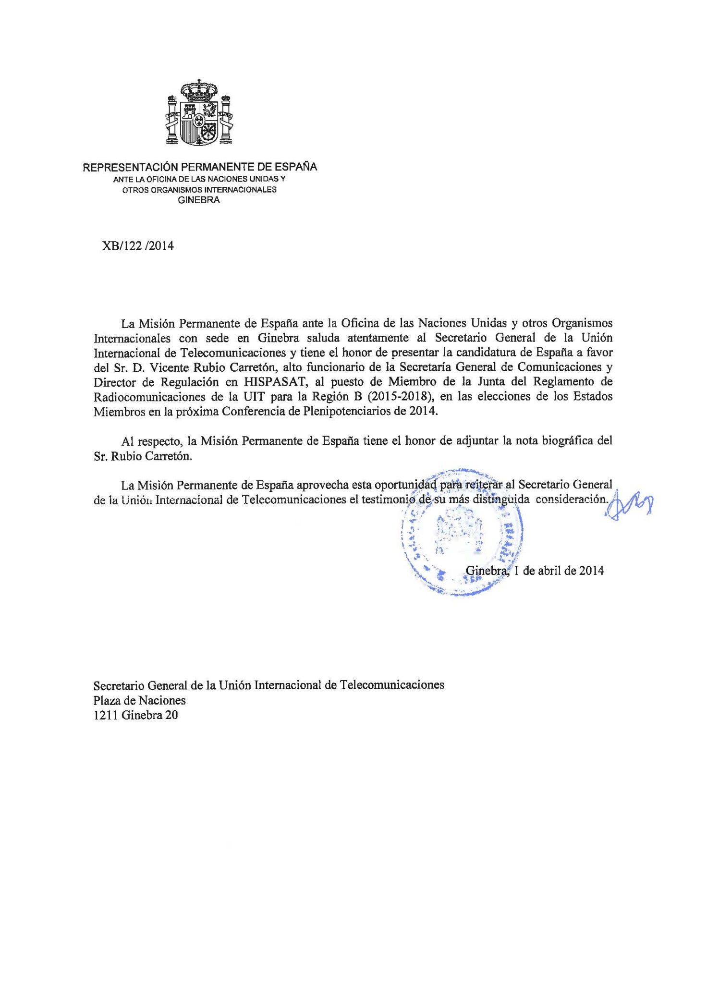 REPRESENTACIÓN PERMANENTE DE ESPAÑA
ANTE LA OFICINA DE LAS NACIONES UNIDAS Y
OTROS ORGANISMOS INTERNACIONALES
GINEBRA
XB/122 /2014
La Misión Permanente de España ante la Oficina de las Naciones Unidas y otros Organismos
Internacionales con sede en Ginebra saluda atentamente al Secretario General de la Unión
Internacional de Telecomunicaciones y tiene el honor de presentar la candidatura de España a favor
del Sr. D. Vicente Rubio Carretón, alto funcionario de la Secretaría General de Comunicaciones y
Director de Regulación en HISPASAT, al puesto de Miembro de la Junta del Reglamento de
Radiocomunicaciones de la UIT para la Región B (2015-2018), en las elecciones de los Estados
Miembros en la próxima Conferencia de Plenipotenciarios de 2014.
Al respecto, la Misión Permanente de España tiene el honor de adjuntar la nota biográfica del
Sr. Rubio Carretón.
La Misión Permanente de España aprovecha esta oportunidad para reiterar al Secretario General
de la Unión Internacional de Telecomunicaciones el testimonio de su más distinguida consideración.
Ginebra, 1 de abril de 2014
Secretario General de la Unión Internacional de Telecomunicaciones
Plaza de Naciones
1211 Ginebra 20